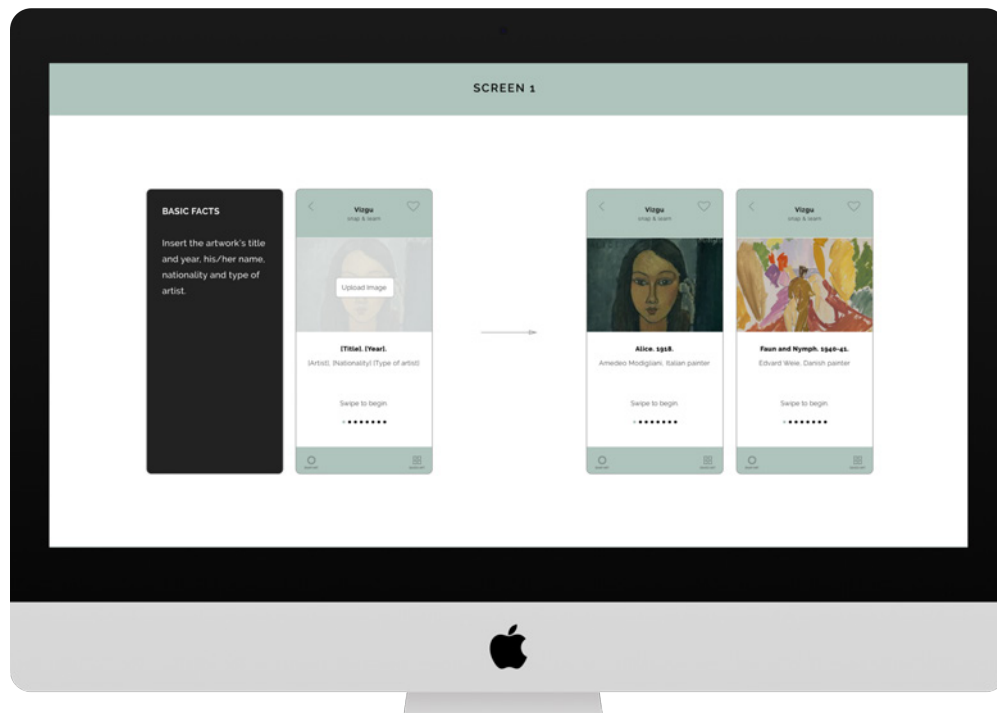 SCREEN 1
BASIC FACTS
Insert the artwork's title
and year, his/her name,
nationality and type of
artist.
Vizgu
snap & learn
Upload Image
[Title]. [Year].
[Artist], [Nationality] [Type of artist]
Swipe to begin
Vizgu
snap & learn
Alice. 1918.
Amedeo Modigliani, Italian painter
Swipe to begin
Vizgu
snap & learn
Faun and Nymph. 1940-41.
Edvard Weie, Danish painter
Swipe to begin